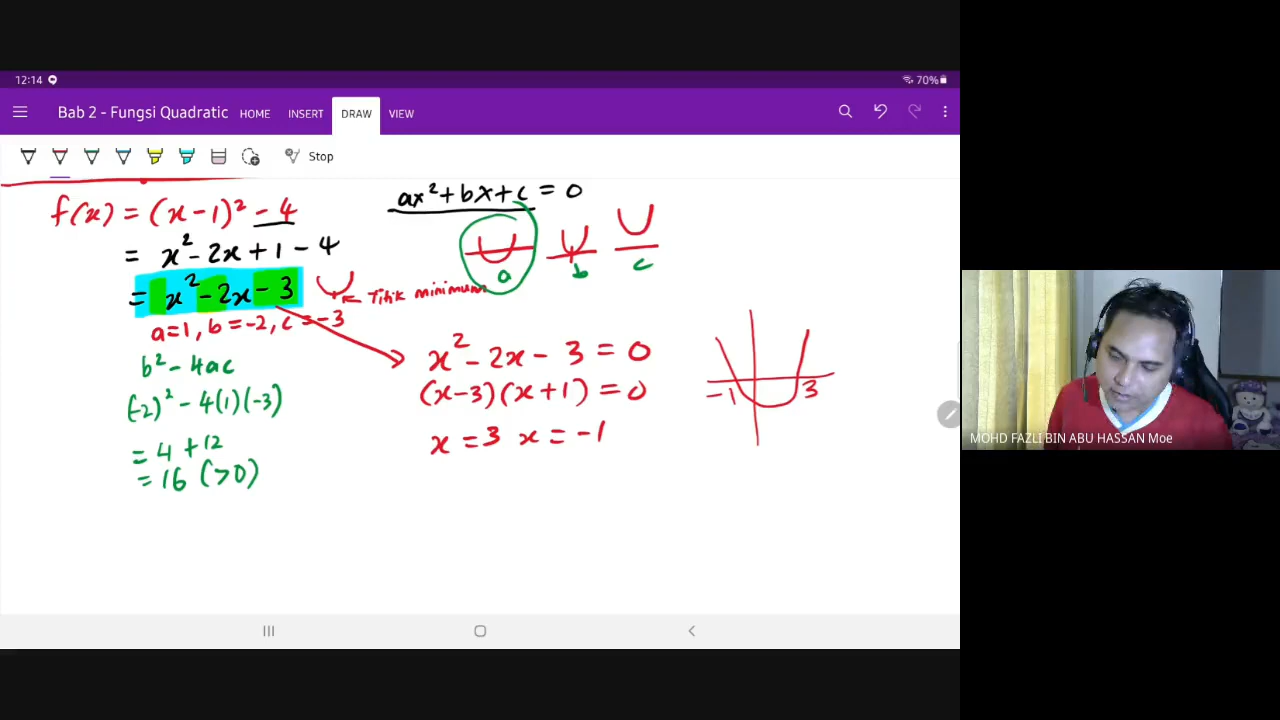 12:14
70%
Bab 2 - Fungsi Quadratic HOME INSERT DRAW VIEW
Stop
ax² + bx + c = 0
f(x) = (x-1)² - 4
= x² - 2x + 1 - 4
a b c
= x² - 2x - 3
Titik minimum
a=1, b=-2, c=-3
b² - 4ac
(-2)² - 4(1)(-3)
= 4 + 12
= 16 (>0)
x² - 2x - 3 = 0
(x-3)(x+1) = 0
x = 3 x = -1
-1 3
MOHD FAZLI BIN ABU HASSAN Moe